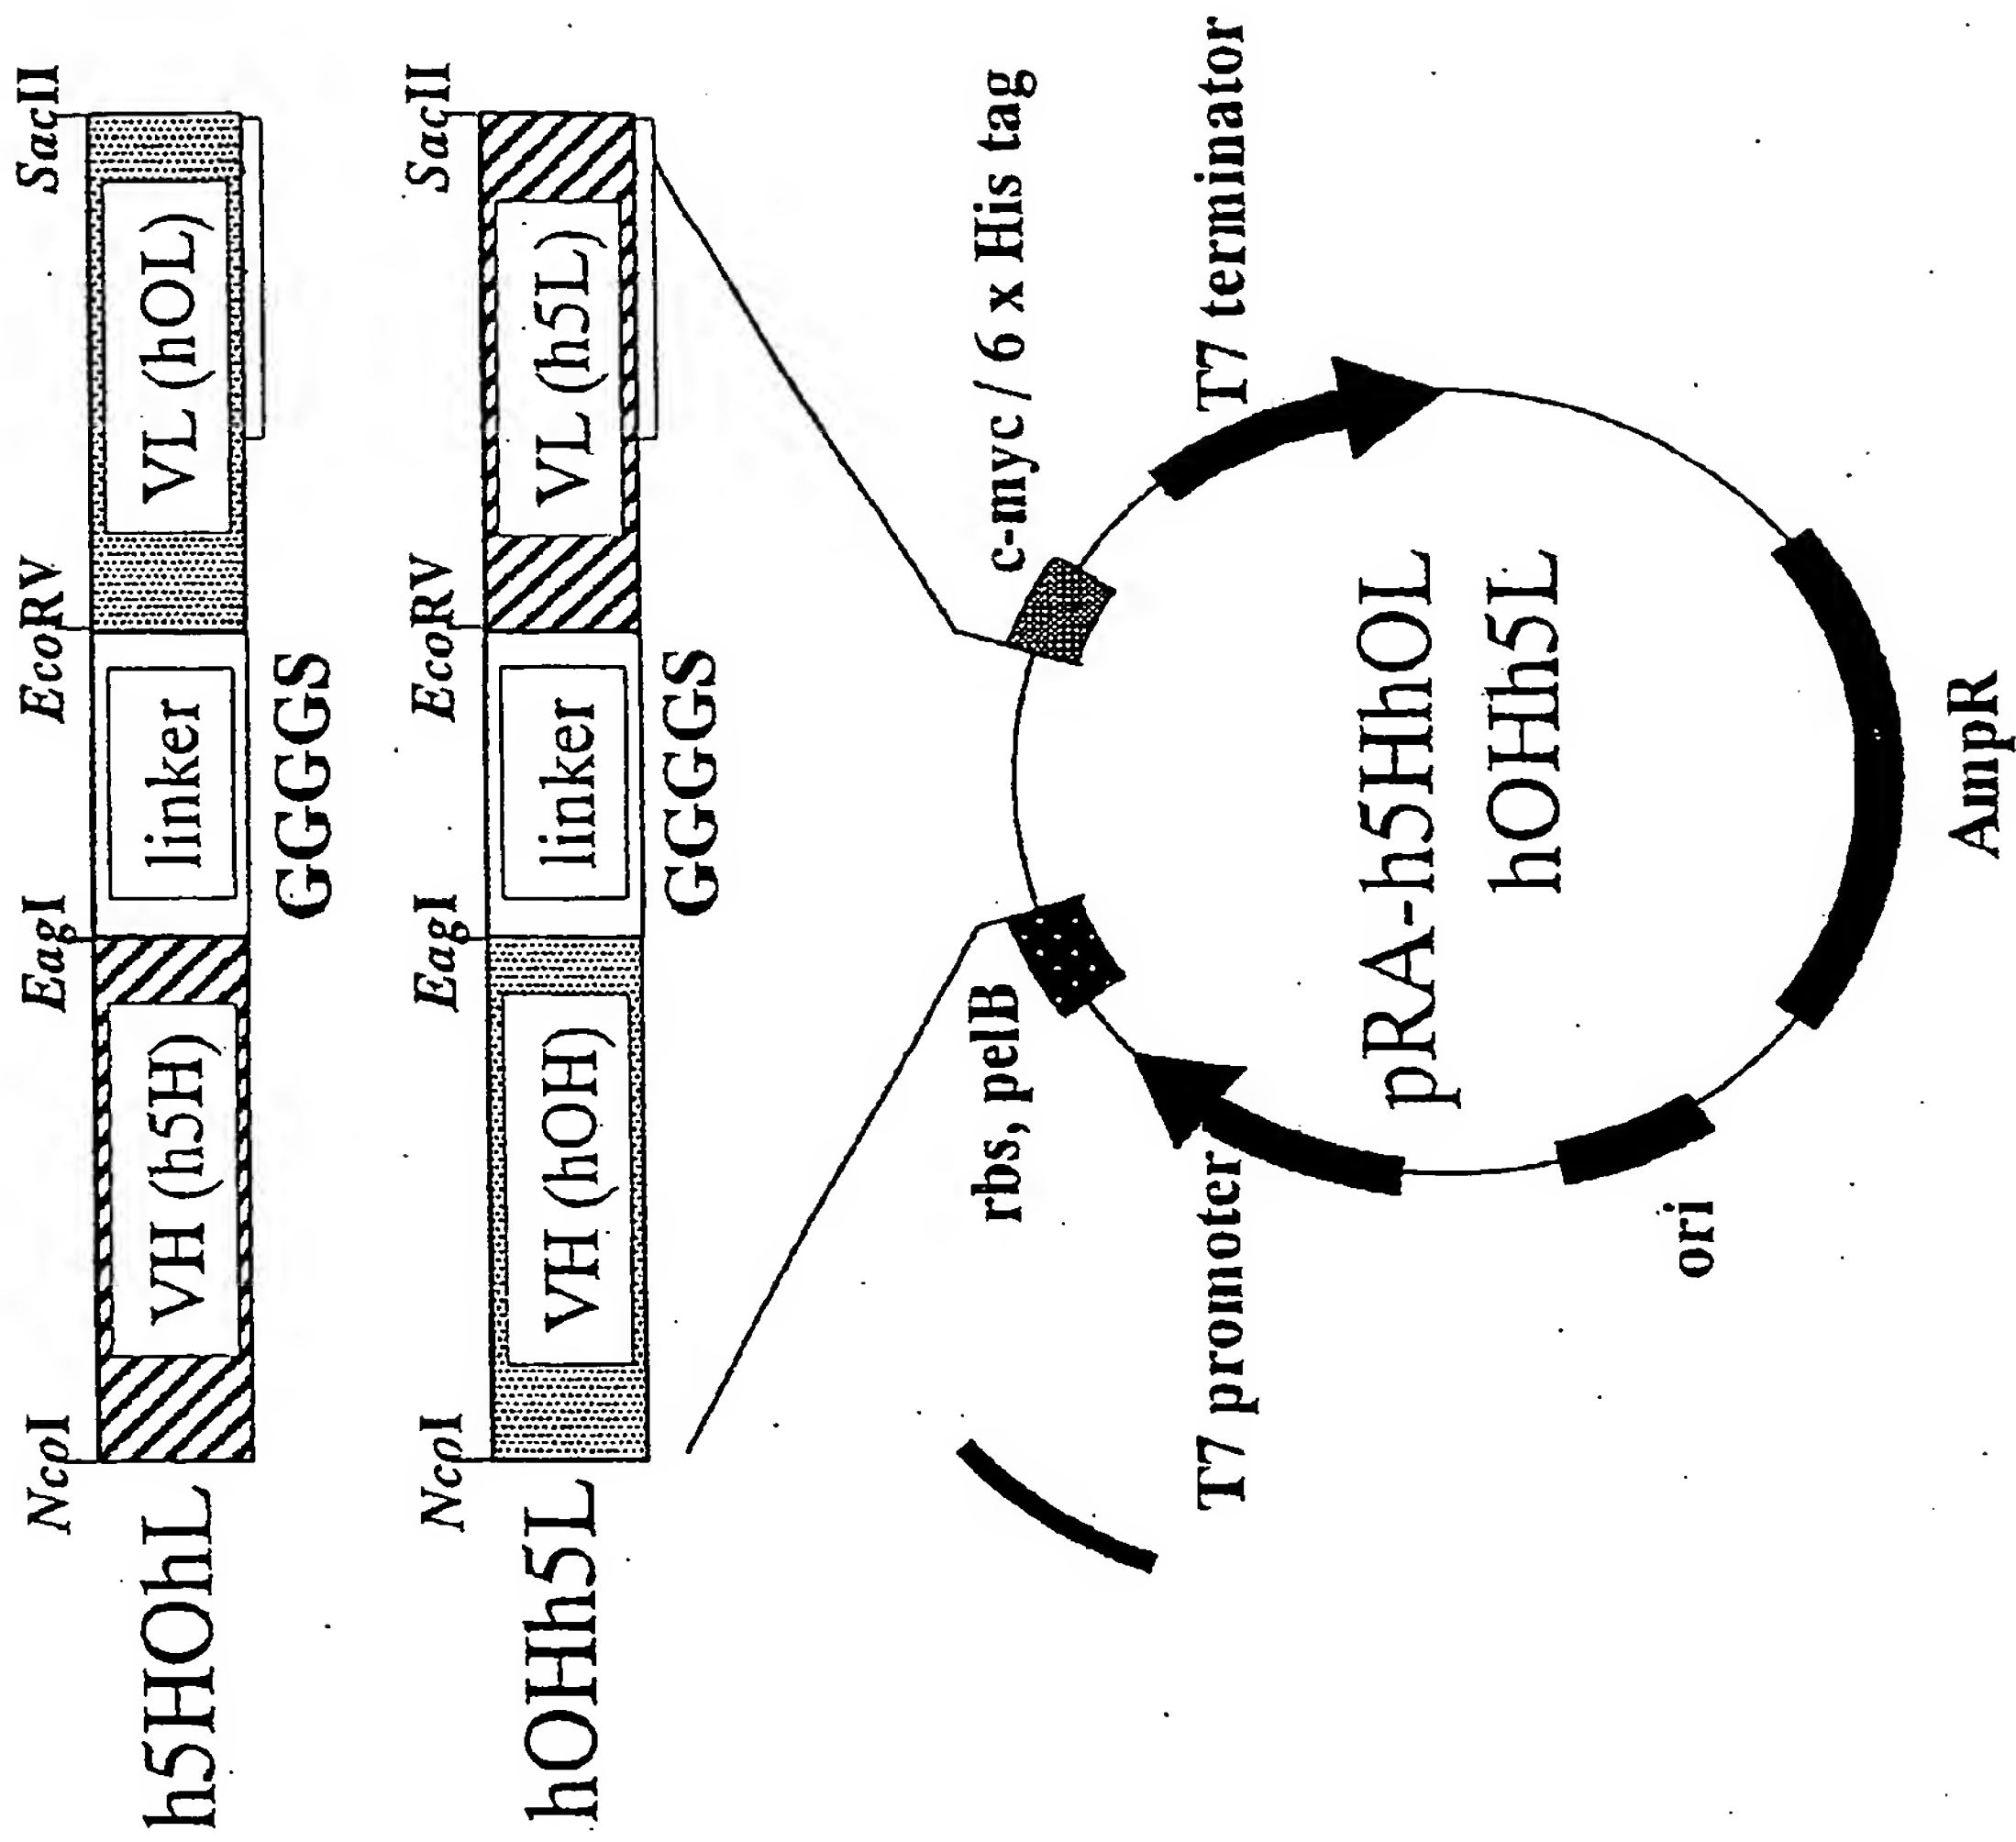 NcoI EagI EcoRV SacII
h5HOhL VH (h5H) linker VL (hOL)
GGGGS
NcoI EagI EcoRV SacII
hOHh5L VH (hOH) linker VL (h5L)
GGGGS
rbs, pelB c-myc / 6 x His tag
T7 promoter T7 terminator
pRA-h5HhOL
hOHh5L
ori
AmpR